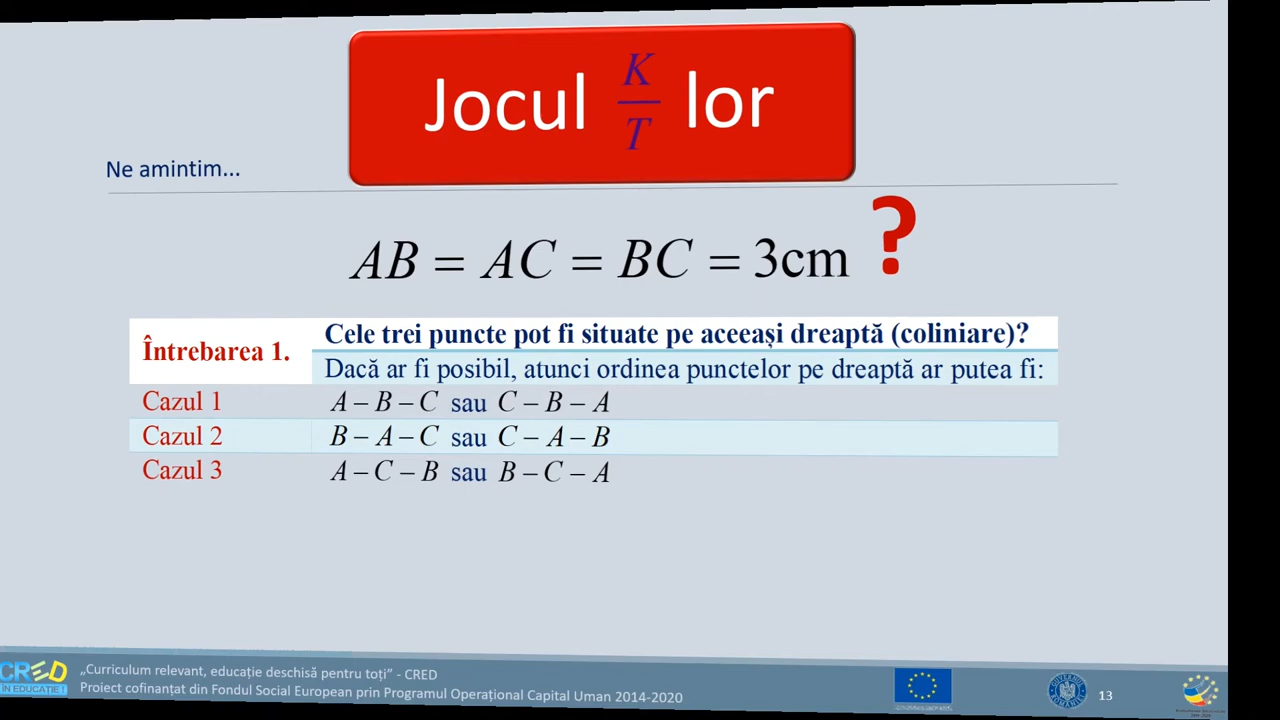 Jocul K/T lor
Ne amintim...
AB = AC = BC = 3cm ?
Întrebarea 1.
Cele trei puncte pot fi situate pe aceeași dreaptă (coliniare)?
Dacă ar fi posibil, atunci ordinea punctelor pe dreaptă ar putea fi:
Cazul 1 A – B – C sau C – B – A
Cazul 2 B – A – C sau C – A – B
Cazul 3 A – C – B sau B – C – A
CRED
ÎN EDUCAȚIE!
„Curriculum relevant, educație deschisă pentru toți” - CRED
Proiect cofinanțat din Fondul Social European prin Programul Operațional Capital Uman 2014-2020
13